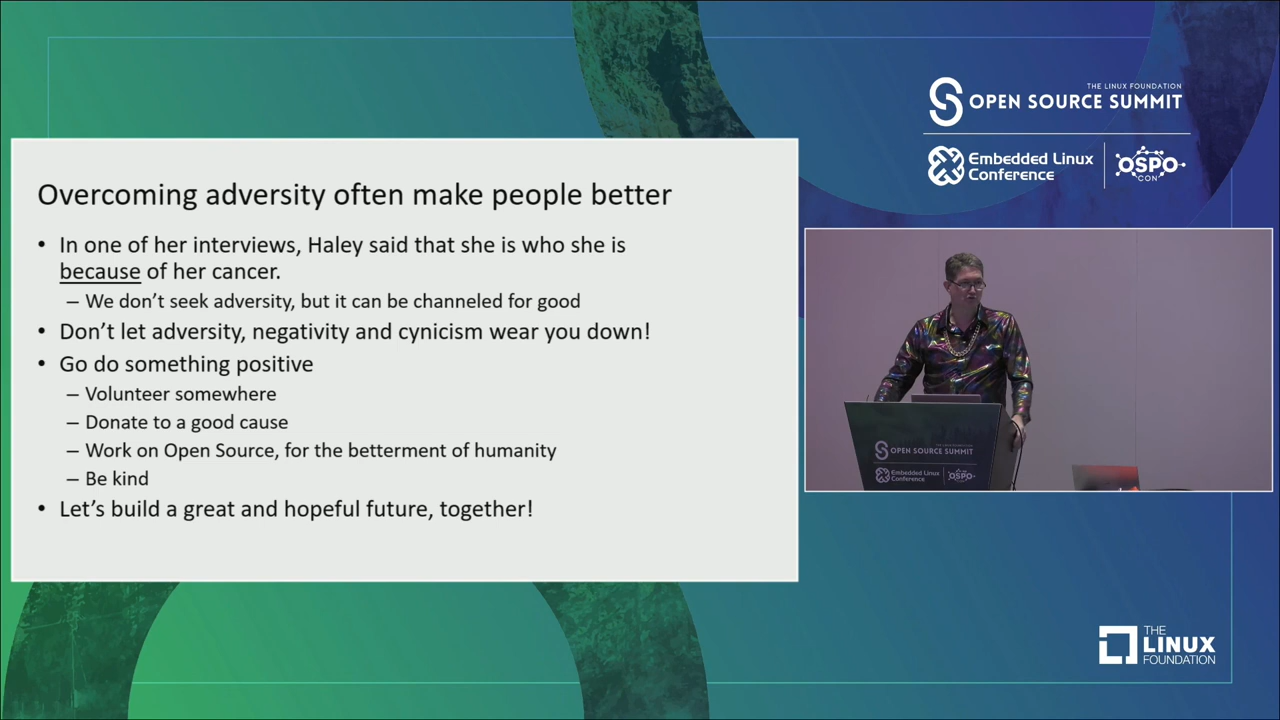 THE LINUX FOUNDATION
OPEN SOURCE SUMMIT
Embedded Linux
Conference
OSPO
CON
Overcoming adversity often make people better
• In one of her interviews, Haley said that she is who she is
because of her cancer.
– We don’t seek adversity, but it can be channeled for good
• Don’t let adversity, negativity and cynicism wear you down!
• Go do something positive
– Volunteer somewhere
– Donate to a good cause
– Work on Open Source, for the betterment of humanity
– Be kind
• Let’s build a great and hopeful future, together!
THE LINUX FOUNDATION
OPEN SOURCE SUMMIT
Embedded Linux
Conference
OSPO
CON
THE
LINUX
FOUNDATION